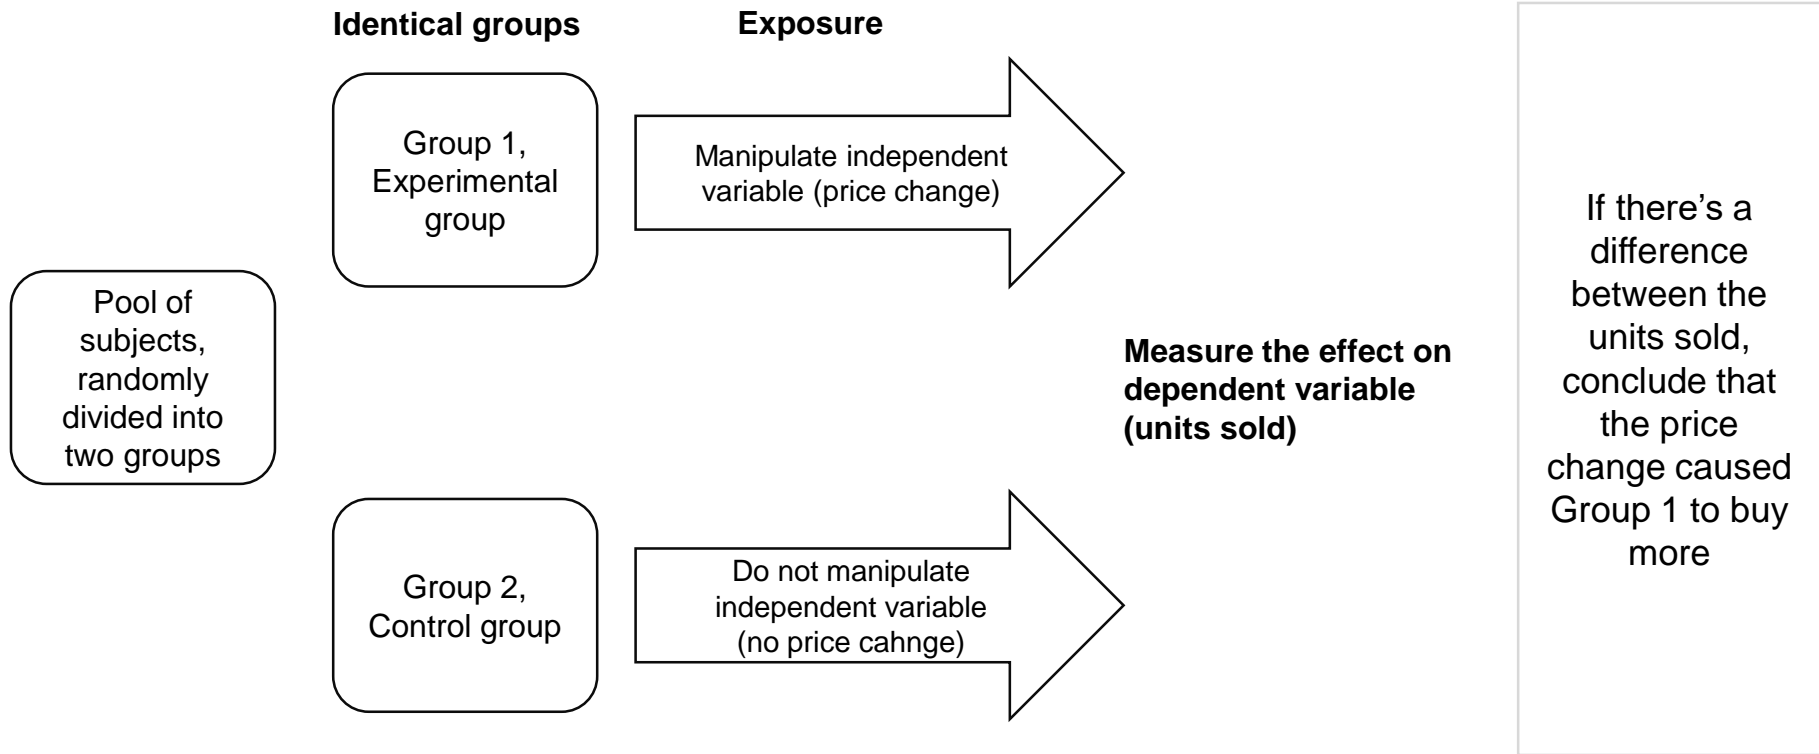 Identical groups
Exposure
Group 1,
Experimental
group
Manipulate independent
variable (price change)
Pool of
subjects,
randomly
divided into
two groups
Measure the effect on
dependent variable
(units sold)
If there’s a
difference
between the
units sold,
conclude that
the price
change caused
Group 1 to buy
more
Group 2,
Control group
Do not manipulate
independent variable
(no price cahnge)